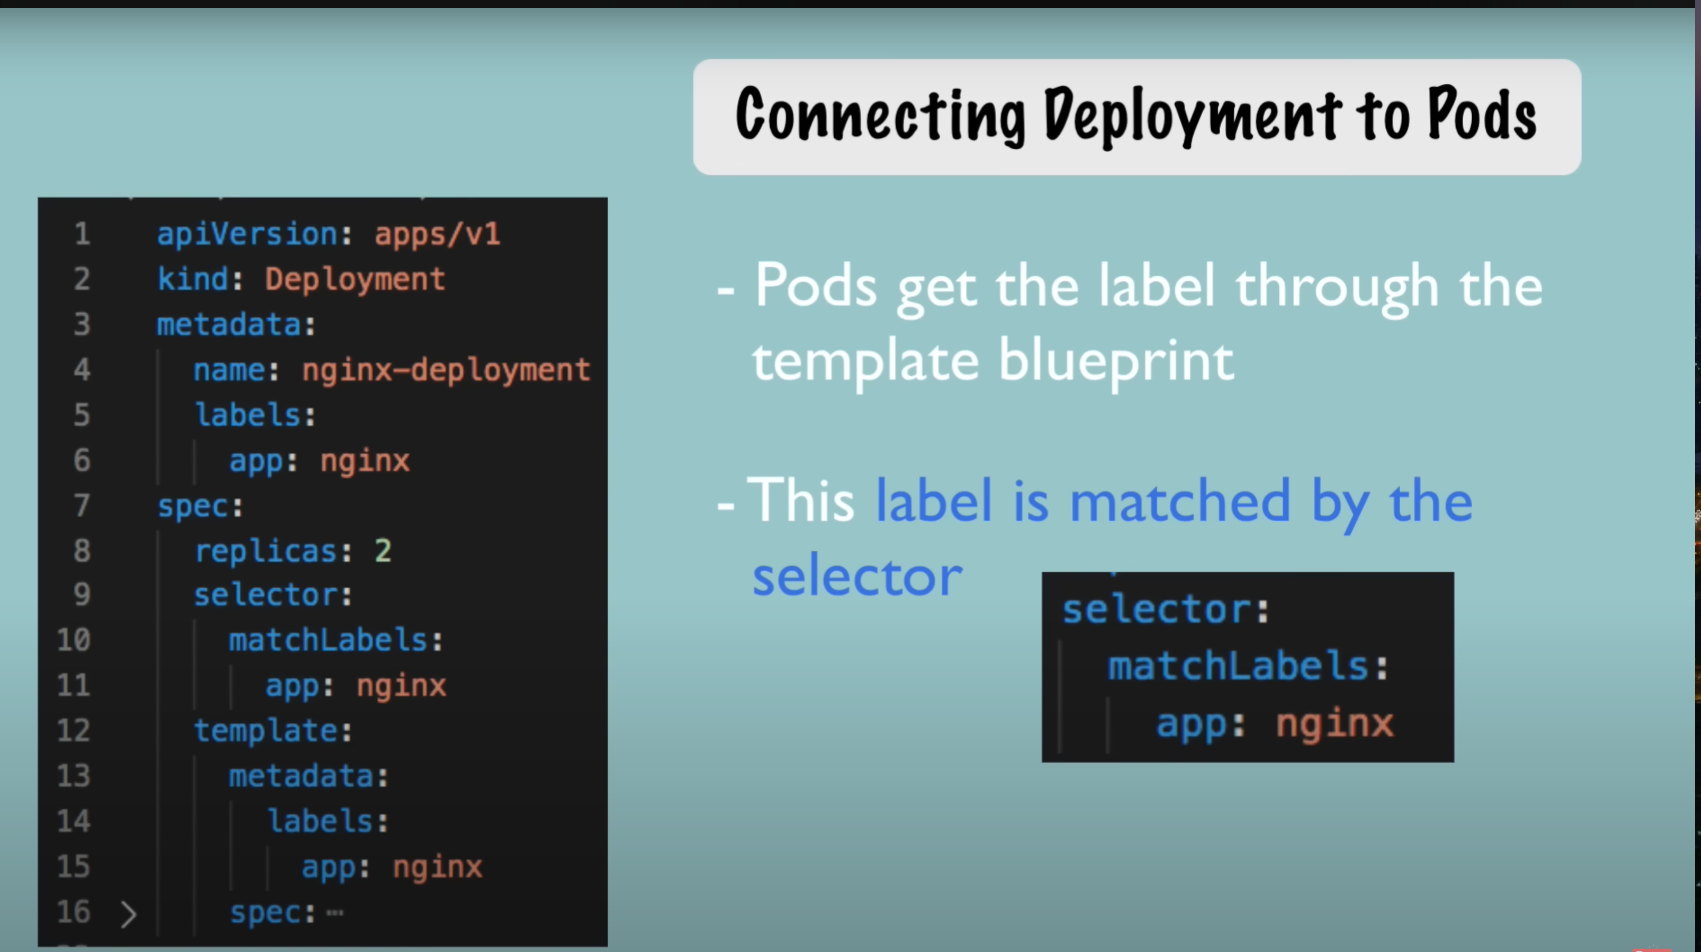 Connecting Deployment to Pods
1 apiVersion: apps/v1
2 kind: Deployment
3 metadata:
4   name: nginx-deployment
5   labels:
6     app: nginx
7 spec:
8   replicas: 2
9   selector:
10     matchLabels:
11       app: nginx
12   template:
13     metadata:
14       labels:
15         app: nginx
16 >   spec:⋯
- Pods get the label through the
template blueprint
- This label is matched by the
selector
selector:
  matchLabels:
    app: nginx